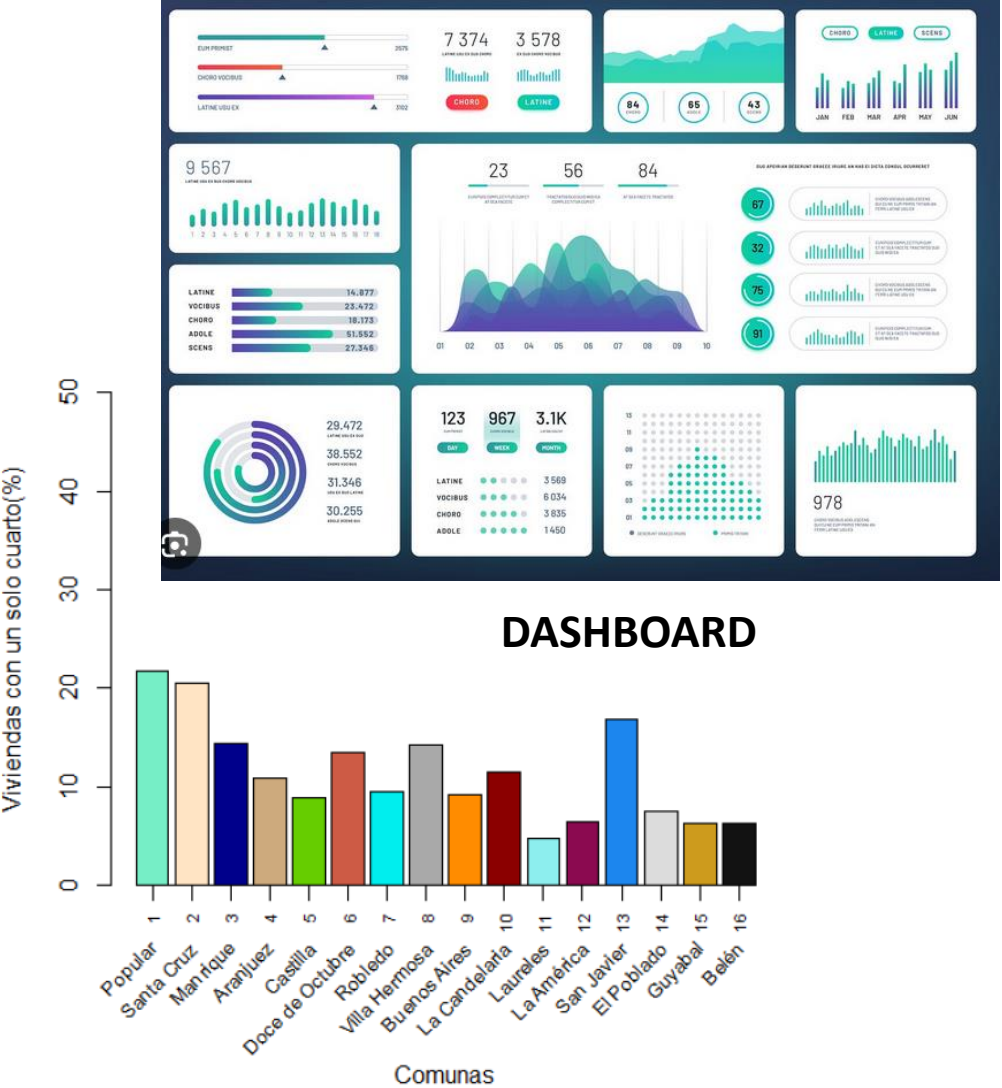 EUM PRIMIST
2575
CHORO VOCIBUS
1759
LATINE USU EX
3102
7 374
3 578
CHORO
LATINE
84
65
43
CHORO
LATINE
SCENS
JAN FEB MAR APR MAY JUN
9 567
1 2 3 4 5 6 7 8 9 10 11 12 13 14 15 16 17 18
LATINE 14.877
VOCIBUS 23.472
CHORO 18.173
ADOLE 51.552
SCENS 27.346
23
56
84
01 02 03 04 05 06 07 08 09 10
67
32
75
91
29.472
38.552
31.346
30.255
123
967
3.1K
DAY
WEEK
MONTH
LATINE 3 569
VOCIBUS 6 034
CHORO 3 835
ADOLE 1 450
13
11
09
07
05
03
01
978
DASHBOARD
Viviendas con un solo cuarto(%)
50
40
30
20
10
0
1 2 3 4 5 6 7 8 9 10 11 12 13 14 15 16
Popular
Santa Cruz
Manrique
Aranjuez
Castilla
Doce de Octubre
Robledo
Villa Hermosa
Buenos Aires
La Candelaria
Laureles
La América
San Javier
El Poblado
Guyabal
Belén
Comunas